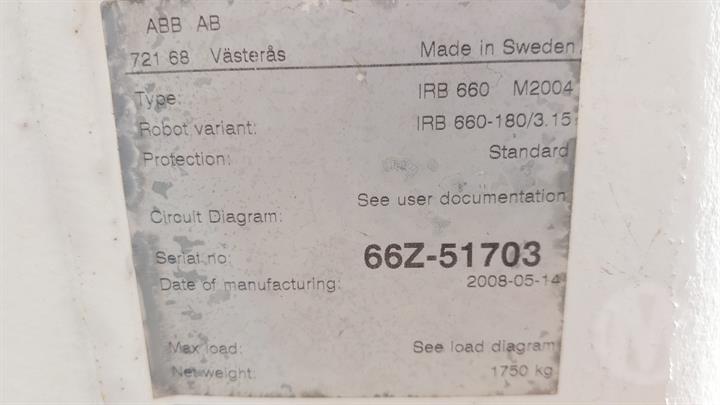 ABB AB
721 68 Västerås Made in Sweden
Type: IRB 660 M2004
Robot variant: IRB 660-180/3.15
Protection: Standard
Circuit Diagram: See user documentation
Serial no: 66Z-51703
Date of manufacturing: 2008-05-14
Max load: See load diagram
Net weight: 1750 kg